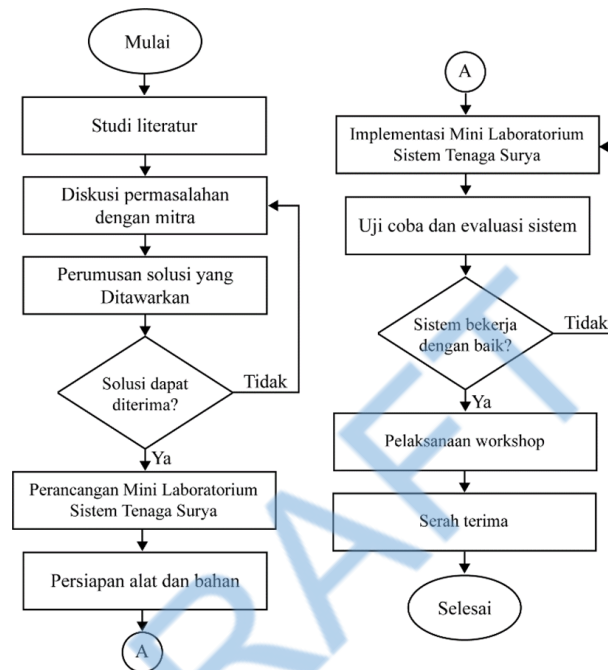 Mulai
Studi literatur
Diskusi permasalahan
dengan mitra
Perumusan solusi yang
Ditawarkan
Solusi dapat
diterima?
Tidak
Ya
Perancangan Mini Laboratorium
Sistem Tenaga Surya
Persiapan alat dan bahan
A
A
Implementasi Mini Laboratorium
Sistem Tenaga Surya
Uji coba dan evaluasi sistem
Sistem bekerja
dengan baik?
Tidak
Ya
Pelaksanaan workshop
Serah terima
Selesai
RAFT